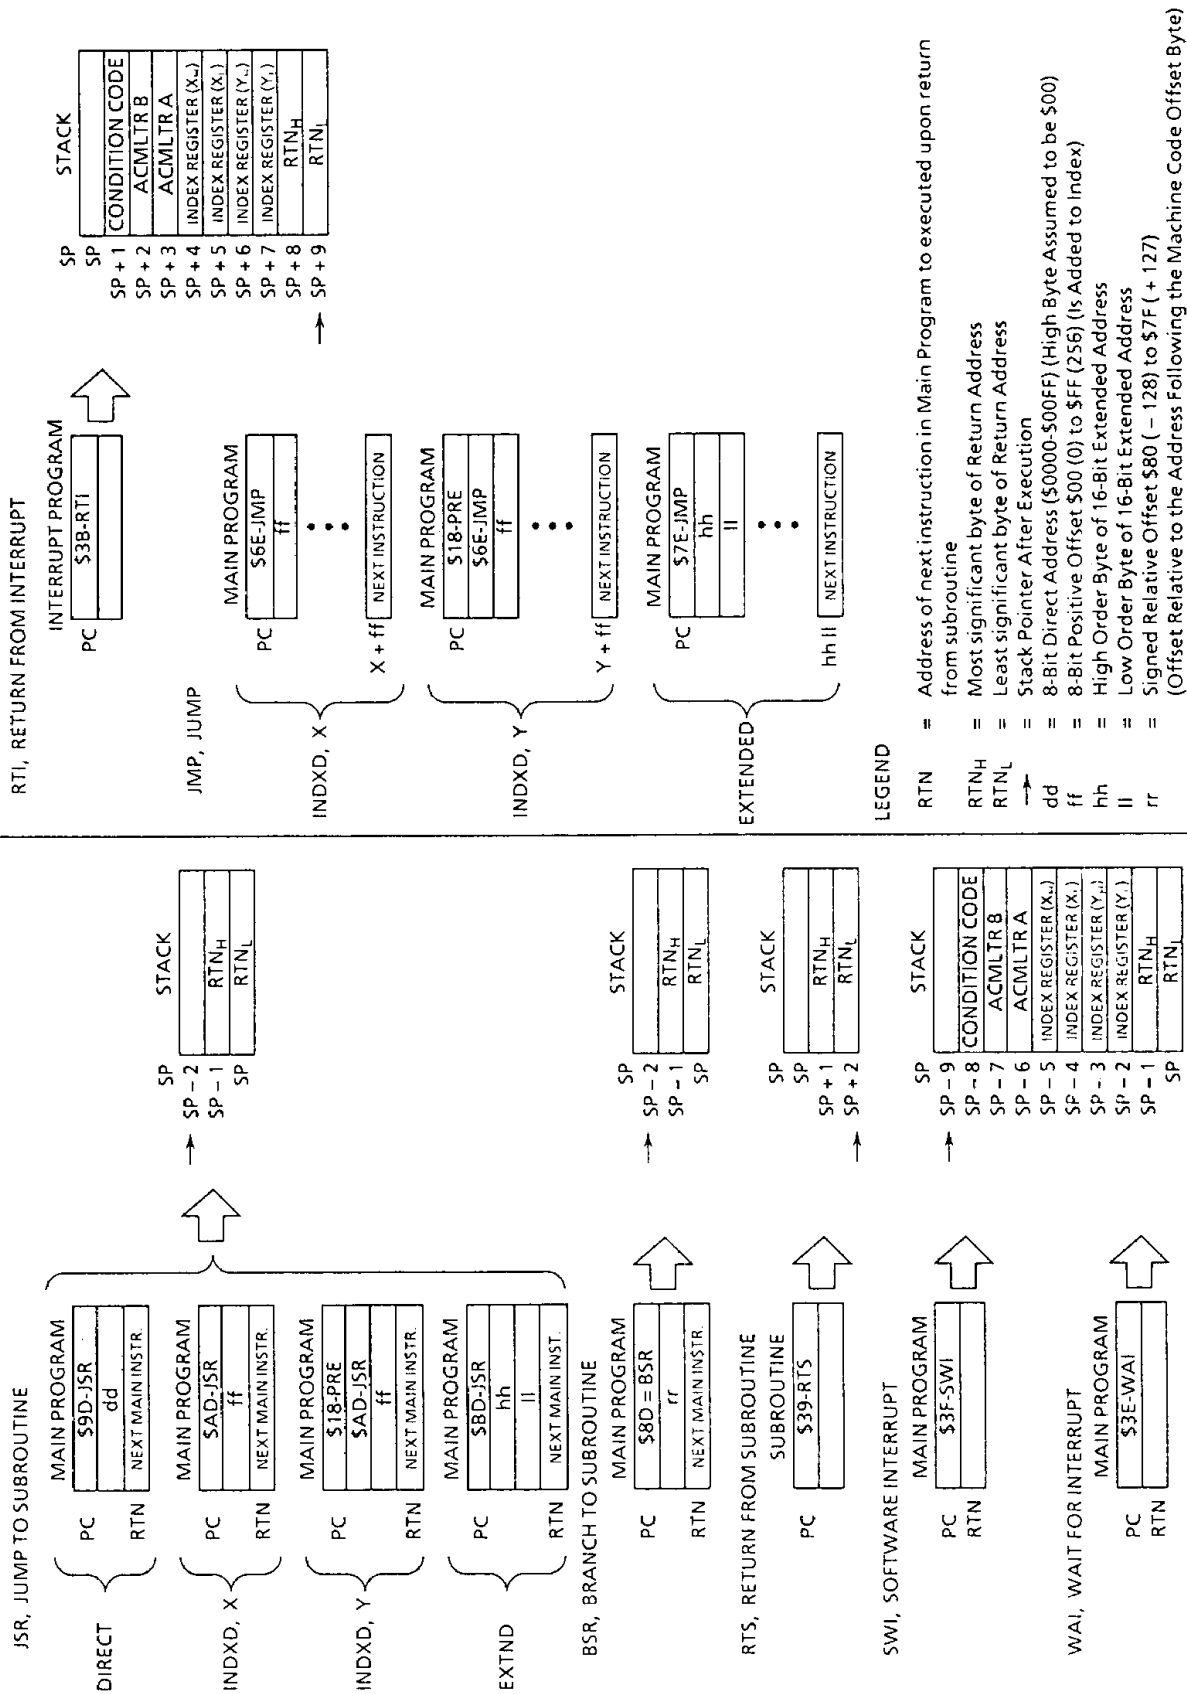 JSR, JUMP TO SUBROUTINE
DIRECT
MAIN PROGRAM
PC $9D-JSR
dd
RTN NEXT MAIN INSTR.
INDXD, X
MAIN PROGRAM
PC $AD-JSR
ff
RTN NEXT MAIN INSTR.
INDXD, Y
MAIN PROGRAM
PC $18-PRE
$AD-JSR
ff
RTN NEXT MAIN INSTR.
EXTND
MAIN PROGRAM
PC $BD-JSR
hh
ll
RTN NEXT MAIN INST.
STACK
SP
→ SP – 2
SP – 1 RTNH
SP RTNL
BSR, BRANCH TO SUBROUTINE
MAIN PROGRAM
PC $8D = BSR
rr
RTN NEXT MAIN INSTR.
STACK
SP
→ SP – 2
SP – 1 RTNH
SP RTNL
RTS, RETURN FROM SUBROUTINE
SUBROUTINE
PC $39-RTS
STACK
SP
SP
SP + 1 RTNH
→ SP + 2 RTNL
SWI, SOFTWARE INTERRUPT
MAIN PROGRAM
PC $3F-SWI
RTN
WAI, WAIT FOR INTERRUPT
MAIN PROGRAM
PC $3E-WAI
RTN
STACK
SP
→ SP – 9
SP – 8 CONDITION CODE
SP – 7 ACMLTR B
SP – 6 ACMLTR A
SP – 5 INDEX REGISTER (XH)
SP – 4 INDEX REGISTER (XL)
SP – 3 INDEX REGISTER (YH)
SP – 2 INDEX REGISTER (YL)
SP – 1 RTNH
SP RTNL
RTI, RETURN FROM INTERRUPT
INTERRUPT PROGRAM
PC $3B-RTI
STACK
SP
SP
SP + 1 CONDITION CODE
SP + 2 ACMLTR B
SP + 3 ACMLTR A
SP + 4 INDEX REGISTER (XH)
SP + 5 INDEX REGISTER (XL)
SP + 6 INDEX REGISTER (YH)
SP + 7 INDEX REGISTER (YL)
SP + 8 RTNH
→ SP + 9 RTNL
JMP, JUMP
INDXD, X
MAIN PROGRAM
PC $6E-JMP
ff
•••
X + ff NEXT INSTRUCTION
INDXD, Y
MAIN PROGRAM
PC $18-PRE
$6E-JMP
ff
•••
Y + ff NEXT INSTRUCTION
EXTENDED
MAIN PROGRAM
PC $7E-JMP
hh
ll
•••
hh ll NEXT INSTRUCTION
LEGEND
RTN = Address of next instruction in Main Program to executed upon return
from subroutine
RTNH = Most significant byte of Return Address
RTNL = Least significant byte of Return Address
→ = Stack Pointer After Execution
dd = 8-Bit Direct Address ($0000-$00FF) (High Byte Assumed to be $00)
ff = 8-Bit Positive Offset $00 (0) to $FF (256) (Is Added to Index)
hh = High Order Byte of 16-Bit Extended Address
ll = Low Order Byte of 16-Bit Extended Address
rr = Signed Relative Offset $80 ( – 128) to $7F ( + 127)
(Offset Relative to the Address Following the Machine Code Offset Byte)